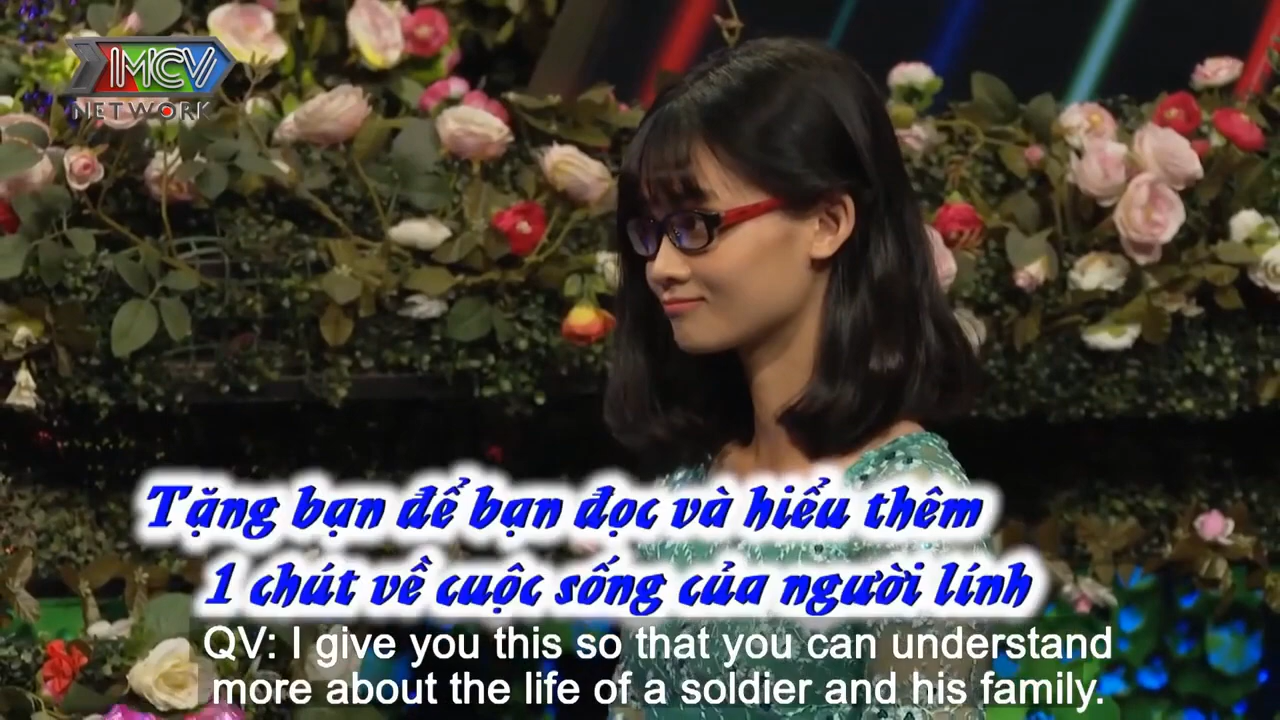 MCV
NETWORK
Tặng bạn để bạn đọc và hiểu thêm
1 chút về cuộc sống của người lính
QV: I give you this so that you can understand
more about the life of a soldier and his family.